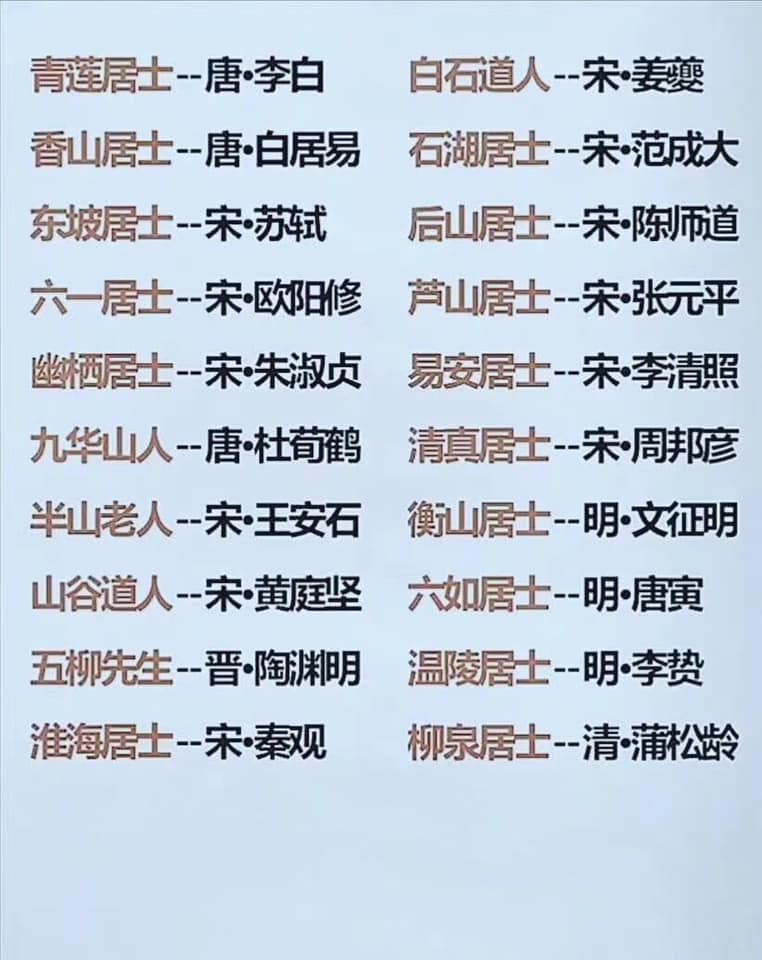 青莲居士--唐•李白
香山居士--唐•白居易
东坡居士--宋•苏轼
六一居士--宋•欧阳修
幽栖居士--宋•朱淑贞
九华山人--唐•杜荀鹤
半山老人--宋•王安石
山谷道人--宋•黄庭坚
五柳先生--晋•陶渊明
淮海居士--宋•秦观
白石道人--宋•姜夔
石湖居士--宋•范成大
后山居士--宋•陈师道
芦山居士--宋•张元平
易安居士--宋•李清照
清真居士--宋•周邦彦
衡山居士--明•文征明
六如居士--明•唐寅
温陵居士--明•李贽
柳泉居士--清•蒲松龄